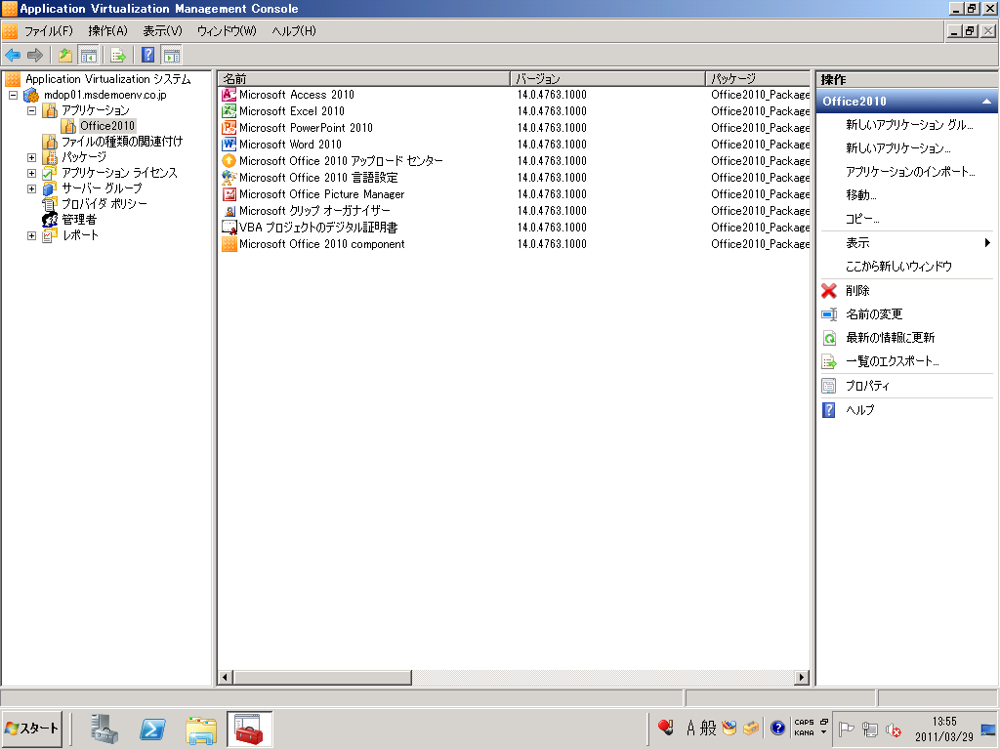 Application Virtualization Management Console
ファイル(F) 操作(A) 表示(V) ウィンドウ(W) ヘルプ(H)
Application Virtualization システム
mdop01.msdemoenv.co.jp
アプリケーション
Office2010
ファイルの種類の関連付け
パッケージ
アプリケーション ライセンス
サーバー グループ
プロバイダ ポリシー
管理者
レポート
名前 バージョン パッケージ
Microsoft Access 2010 14.0.4763.1000 Office2010_Package
Microsoft Excel 2010 14.0.4763.1000 Office2010_Package
Microsoft PowerPoint 2010 14.0.4763.1000 Office2010_Package
Microsoft Word 2010 14.0.4763.1000 Office2010_Package
Microsoft Office 2010 アップロード センター 14.0.4763.1000 Office2010_Package
Microsoft Office 2010 言語設定 14.0.4763.1000 Office2010_Package
Microsoft Office Picture Manager 14.0.4763.1000 Office2010_Package
Microsoft クリップ オーガナイザー 14.0.4763.1000 Office2010_Package
VBA プロジェクトのデジタル証明書 14.0.4763.1000 Office2010_Package
Microsoft Office 2010 component 14.0.4763.1000 Office2010_Package
操作
Office2010
新しいアプリケーション グル...
新しいアプリケーション...
アプリケーションのインポート...
移動...
コピー...
表示
ここから新しいウィンドウ
削除
名前の変更
最新の情報に更新
一覧のエクスポート...
プロパティ
ヘルプ
スタート
A 般
CAPS
KANA
13:55
2011/03/29